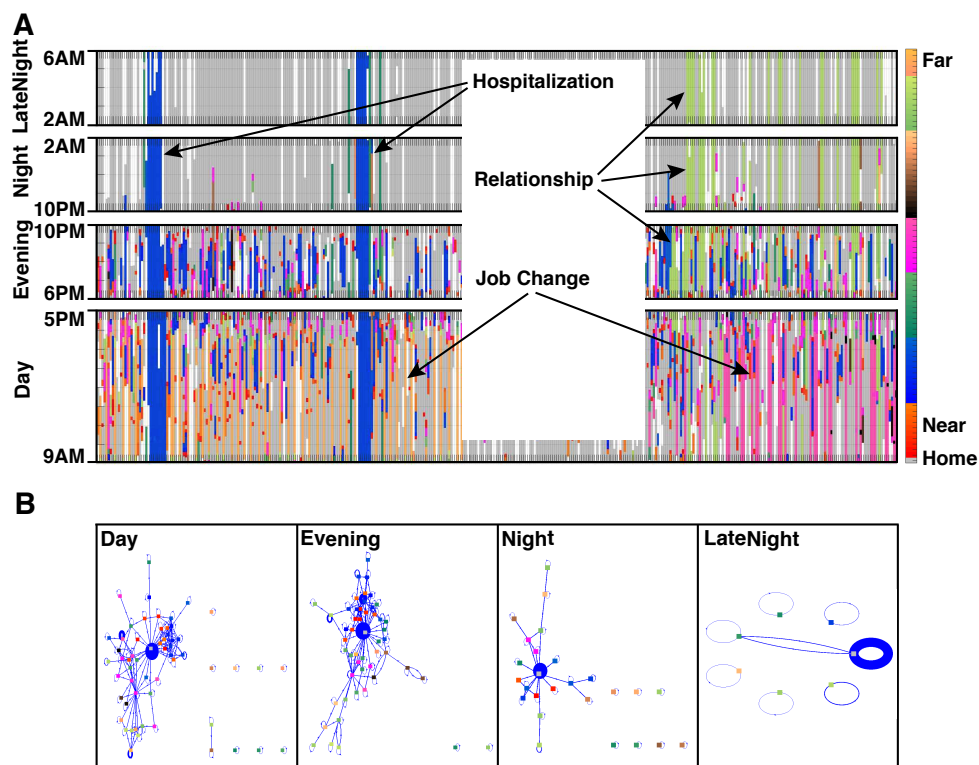 A
LateNight
6AM
2AM
Night
2AM
10PM
Evening
10PM
6PM
Day
5PM
9AM
Hospitalization
Relationship
Job Change
Far
Near
Home
B
Day
Evening
Night
LateNight